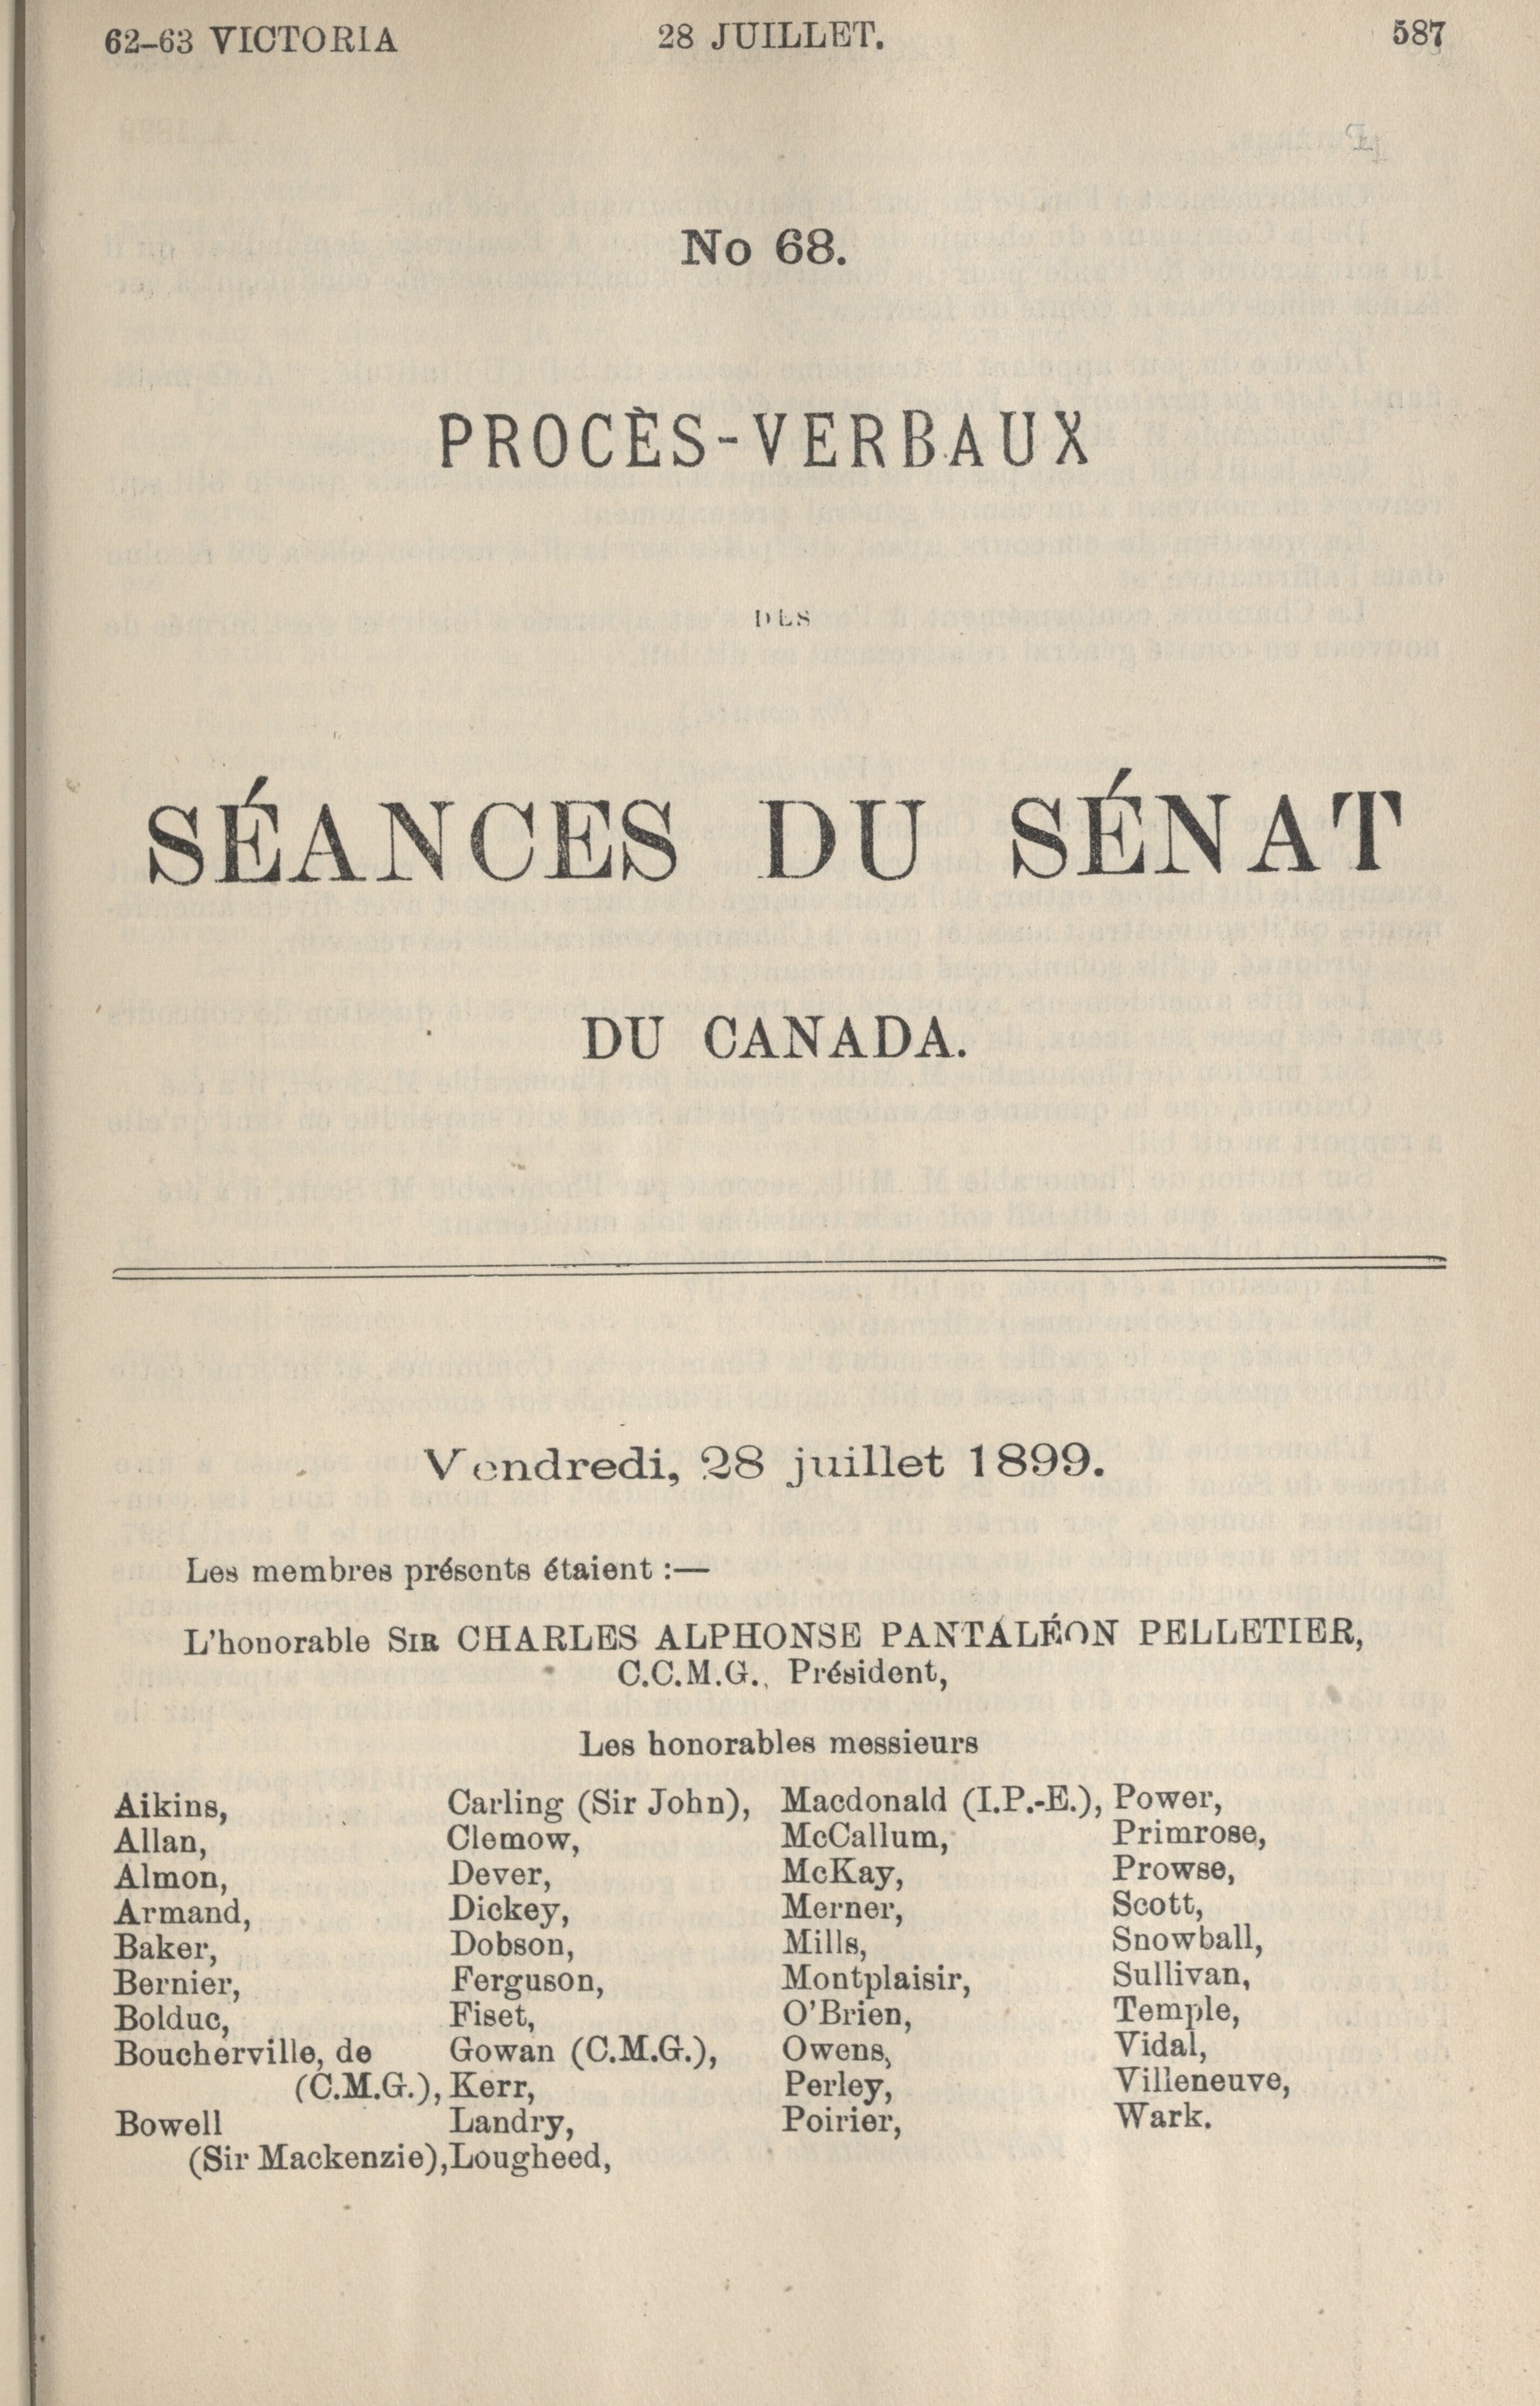 62-63 VICTORIA 28 JUILLET. 587
No 68.
PROCÈS-VERBAUX
DES
SÉANCES DU SÉNAT
DU CANADA.
Vendredi, 28 juillet 1899.
Les membres présents étaient :—
L'honorable SIR CHARLES ALPHONSE PANTALÉON PELLETIER,
C.C.M.G., Président,
Les honorables messieurs
Aikins,
Allan,
Almon,
Armand,
Baker,
Bernier,
Bolduc,
Boucherville, de
(C.M.G.),
Bowell
(Sir Mackenzie),
Carling (Sir John),
Clemow,
Dever,
Dickey,
Dobson,
Ferguson,
Fiset,
Gowan (C.M.G.),
Kerr,
Landry,
Lougheed,
Macdonald (I.P.-E.),
McCallum,
McKay,
Merner,
Mills,
Montplaisir,
O'Brien,
Owens,
Perley,
Poirier,
Power,
Primrose,
Prowse,
Scott,
Snowball,
Sullivan,
Temple,
Vidal,
Villeneuve,
Wark.